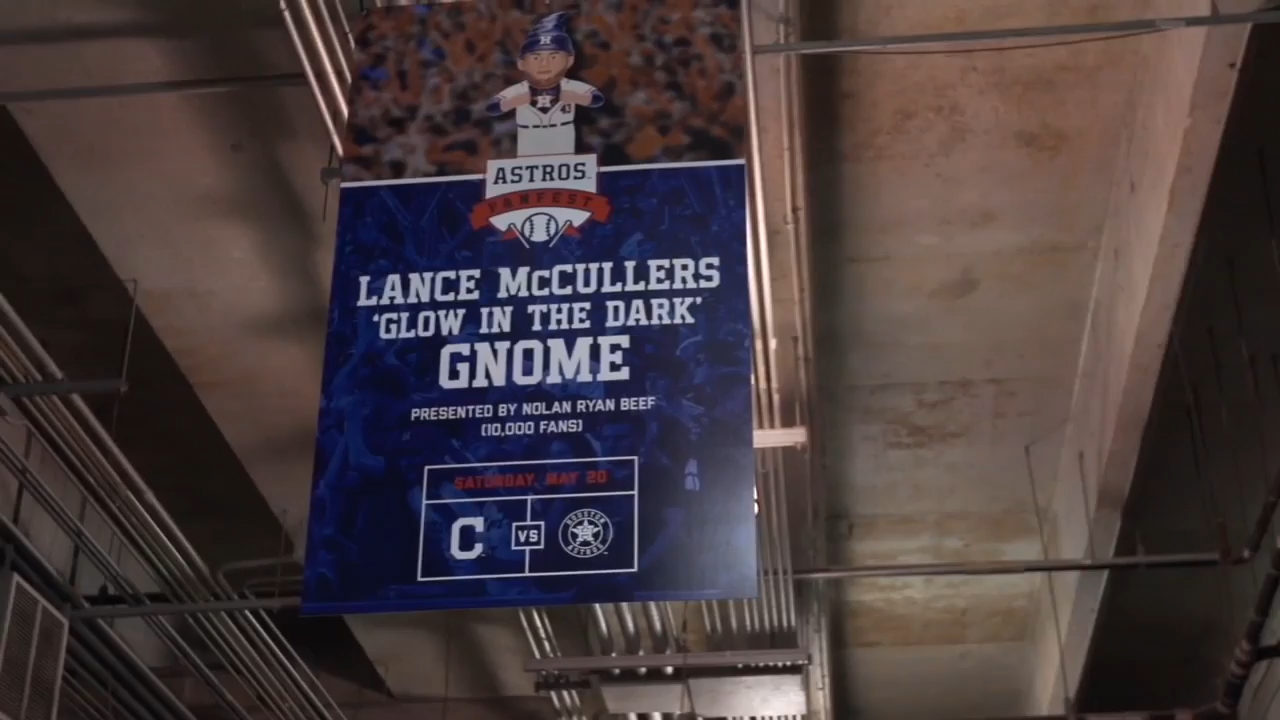 H
H
43
ASTROS
FANFEST
LANCE McCULLERS
'GLOW IN THE DARK'
GNOME
PRESENTED BY NOLAN RYAN BEEF
(10,000 FANS)
SATURDAY, MAY 20
C VS HOUSTON ASTROS H